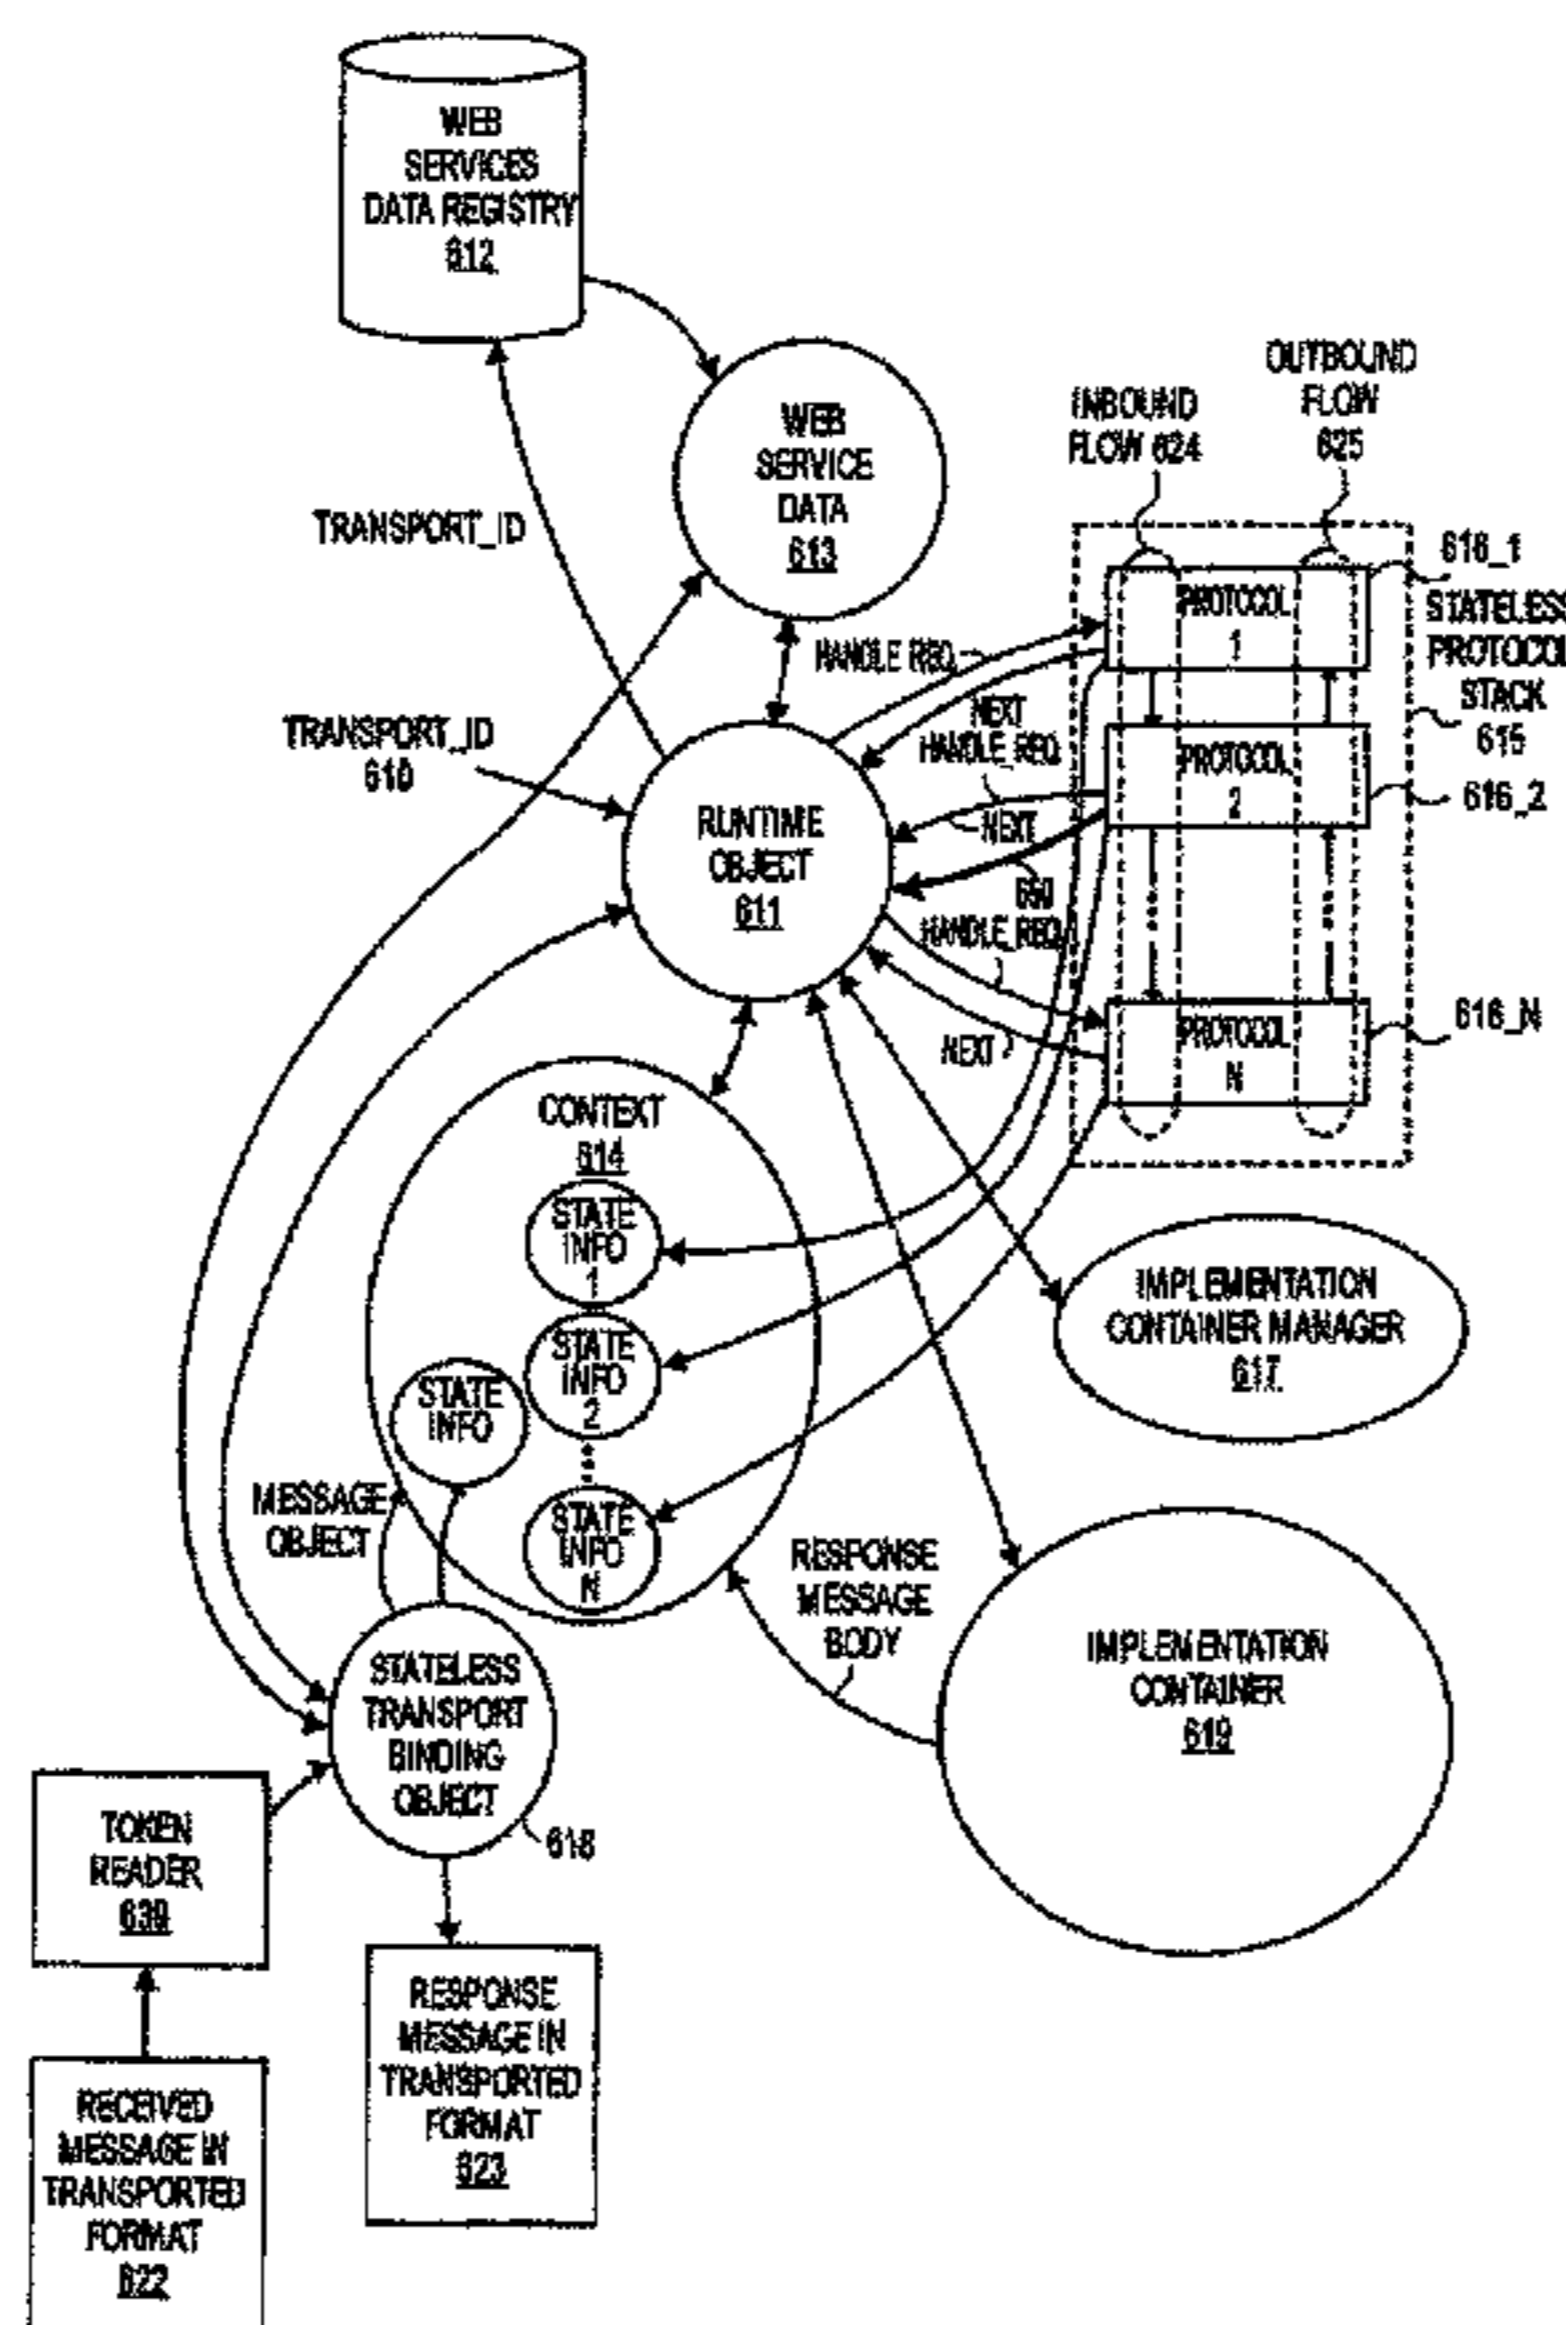 WEB
SERVICES
DATA REGISTRY
612
WEB
SERVICE
DATA
613
OUTBOUND
FLOW
625
INBOUND
FLOW 624
TRANSPORT_ID
616_1
STATELESS
PROTOCOL
STACK
615
PROTOCOL
1
HANDLE REQ.
NEXT
HANDLE_REQ.
TRANSPORT_ID
610
PROTOCOL
2
616_2
NEXT
RUNTIME
OBJECT
611
650
HANDLE_REQ.
616_N
PROTOCOL
N
NEXT
CONTEXT
614
STATE
INFO
1
STATE
INFO
2
STATE
INFO
STATE
INFO
N
IMPLEMENTATION
CONTAINER MANAGER
617
MESSAGE
OBJECT
RESPONSE
MESSAGE
BODY
IMPLEMENTATION
CONTAINER
619
STATELESS
TRANSPORT
BINDING
OBJECT
618
TOKEN
READER
639
RESPONSE
MESSAGE IN
TRANSPORTED
FORMAT
623
RECEIVED
MESSAGE IN
TRANSPORTED
FORMAT
622